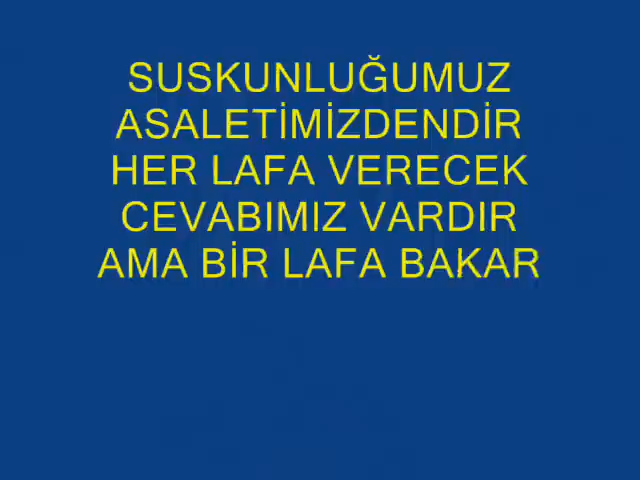 SUSKUNLUĞUMUZ
ASALETİMİZDENDİR
HER LAFA VERECEK
CEVABIMIZ VARDIR
AMA BİR LAFA BAKAR